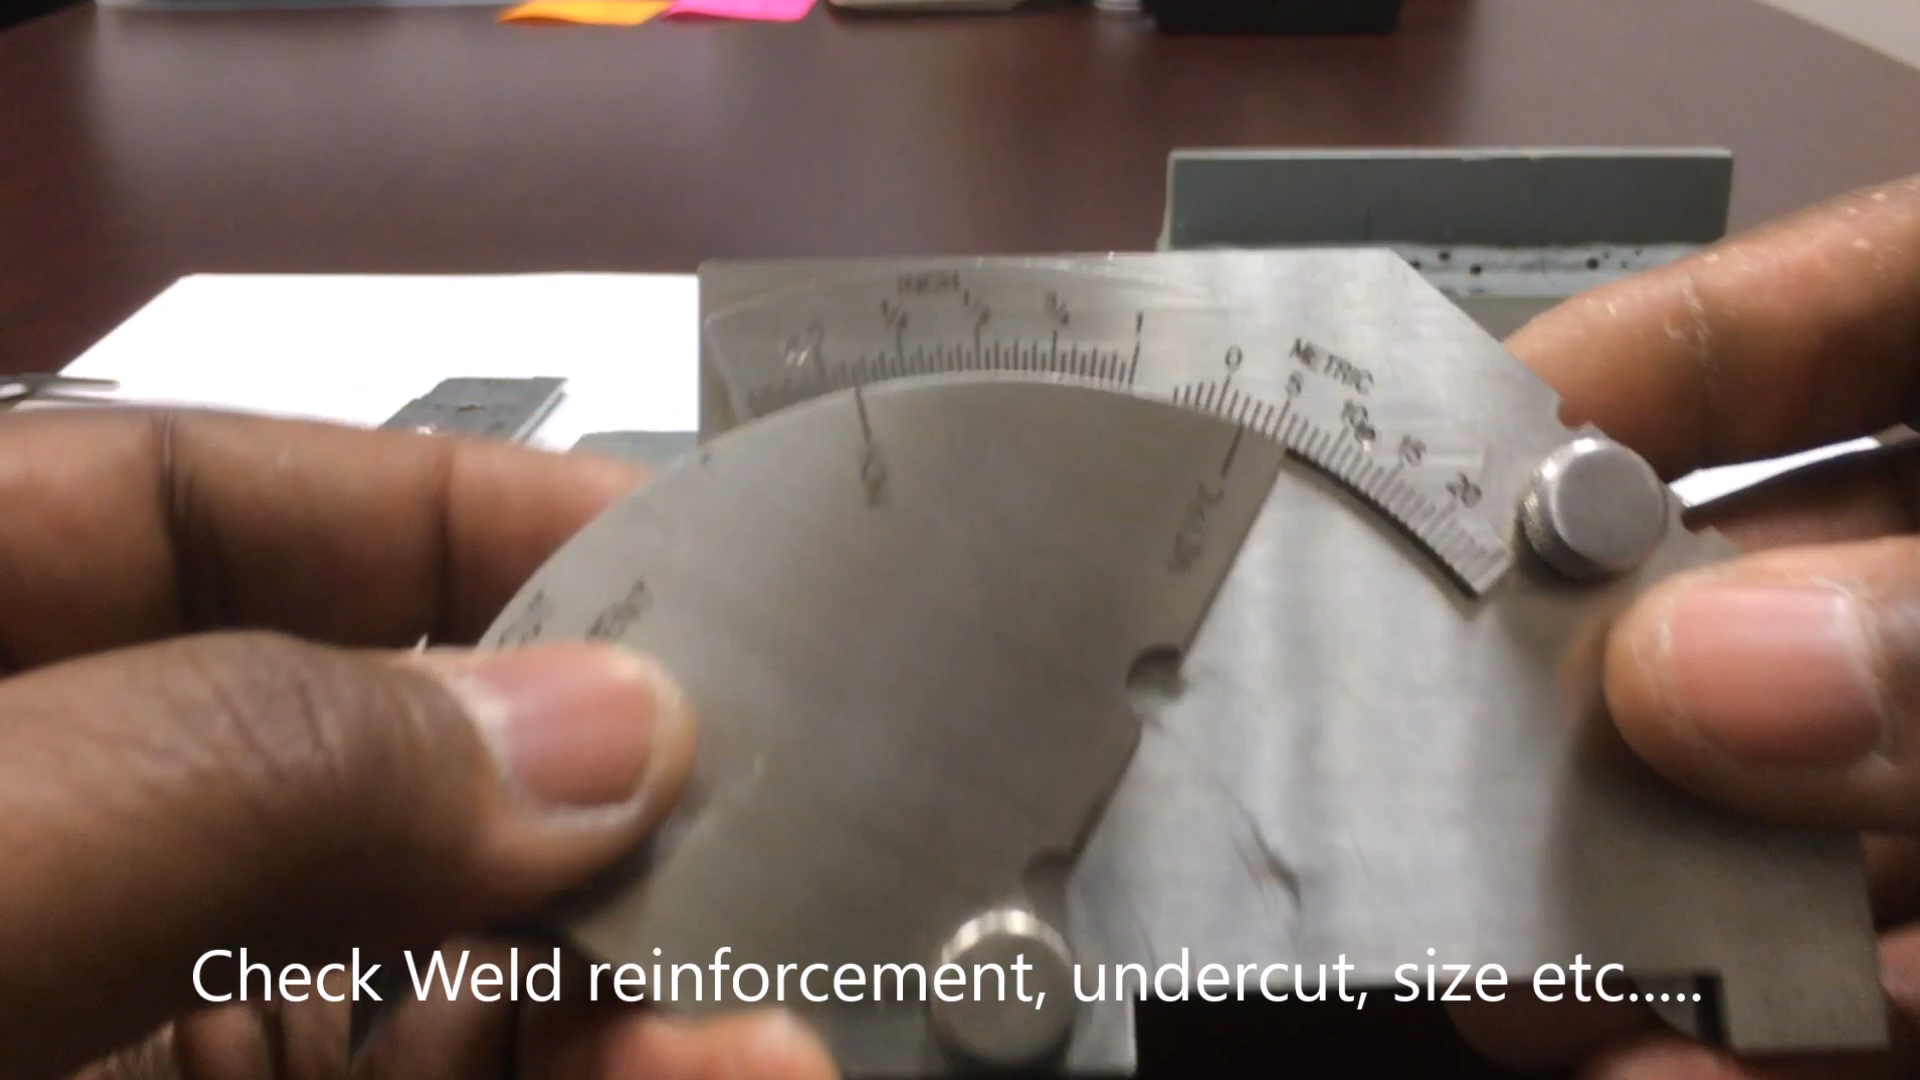 INCH
1/4 1/2 3/4 1
METRIC
0 5 10 15 20
Check Weld reinforcement, undercut, size etc.....